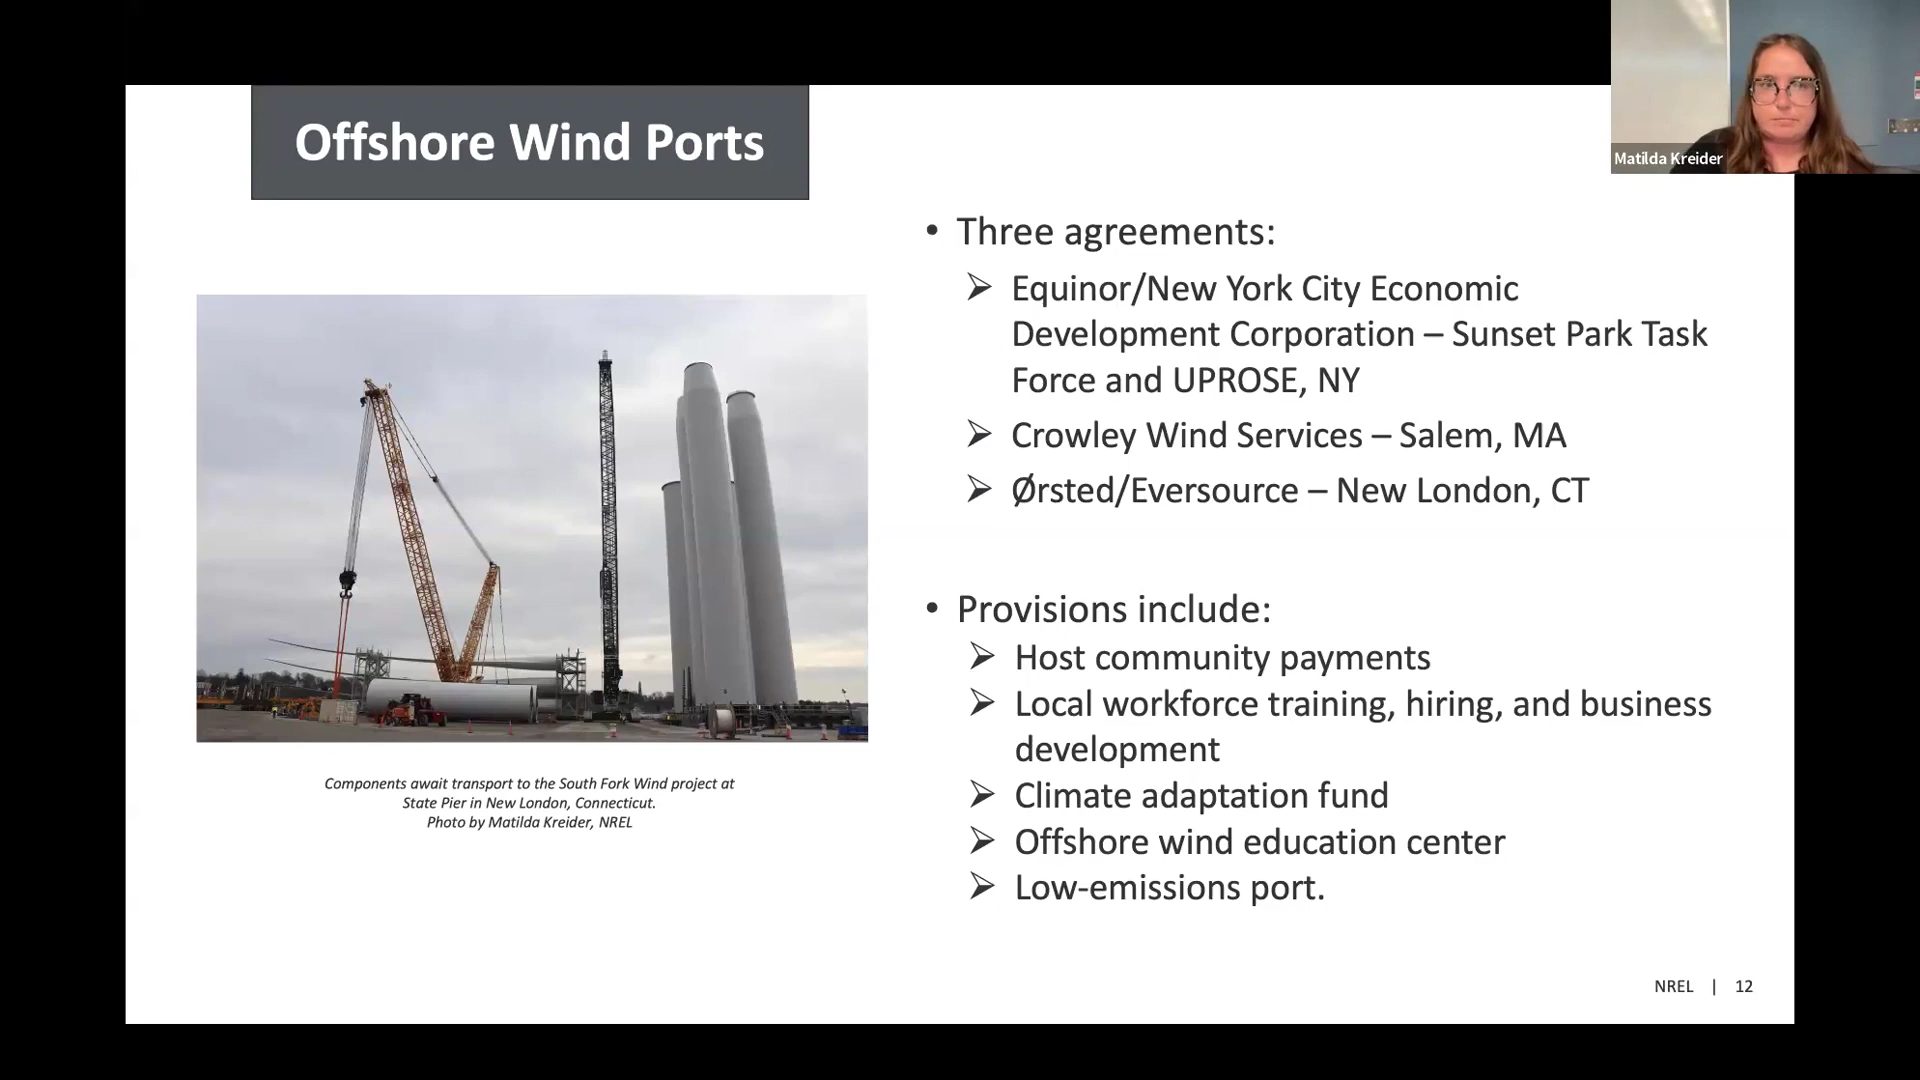 Offshore Wind Ports
Matilda Kreider
• Three agreements:
➢ Equinor/New York City Economic
Development Corporation – Sunset Park Task
Force and UPROSE, NY
➢ Crowley Wind Services – Salem, MA
➢ Ørsted/Eversource – New London, CT
• Provisions include:
➢ Host community payments
➢ Local workforce training, hiring, and business
development
➢ Climate adaptation fund
➢ Offshore wind education center
➢ Low-emissions port.
Components await transport to the South Fork Wind project at
State Pier in New London, Connecticut.
Photo by Matilda Kreider, NREL
NREL | 12